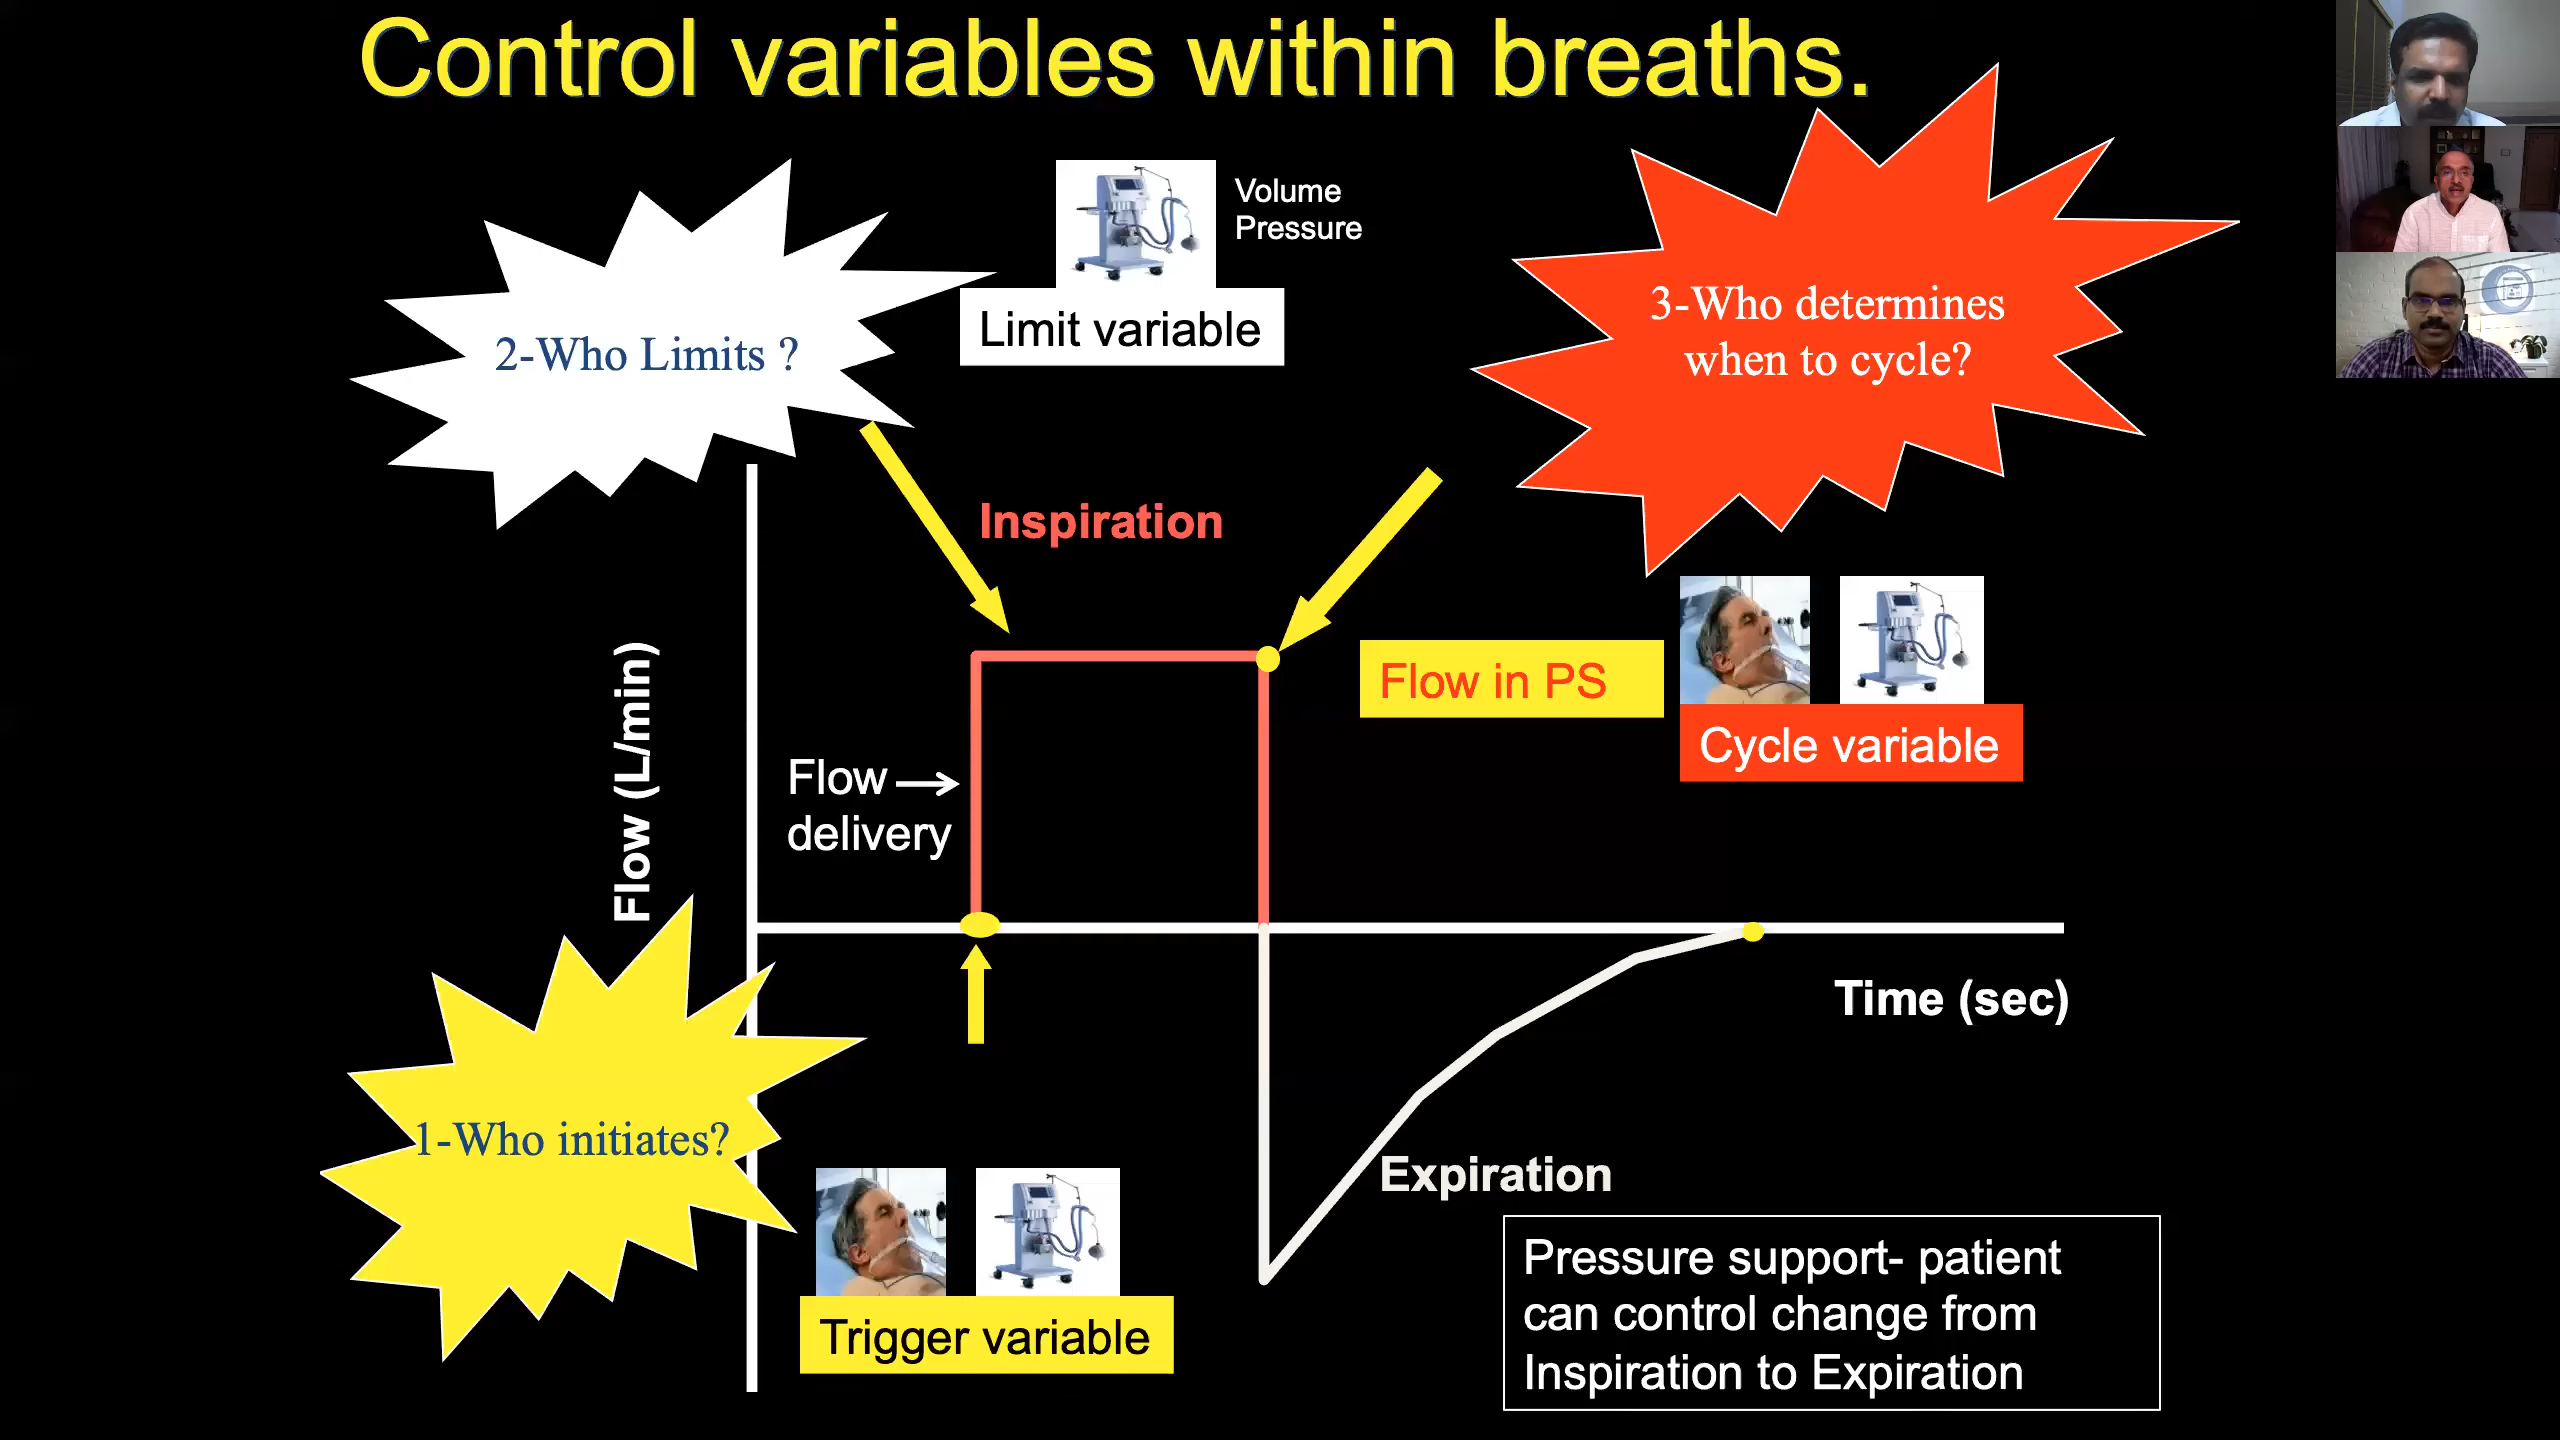 Control variables within breaths.
Volume
Pressure
Limit variable
2-Who Limits ?
3-Who determines
when to cycle?
Inspiration
Flow in PS
Cycle variable
Flow
delivery
Flow (L/min)
Time (sec)
1-Who initiates?
Trigger variable
Expiration
Pressure support- patient
can control change from
Inspiration to Expiration